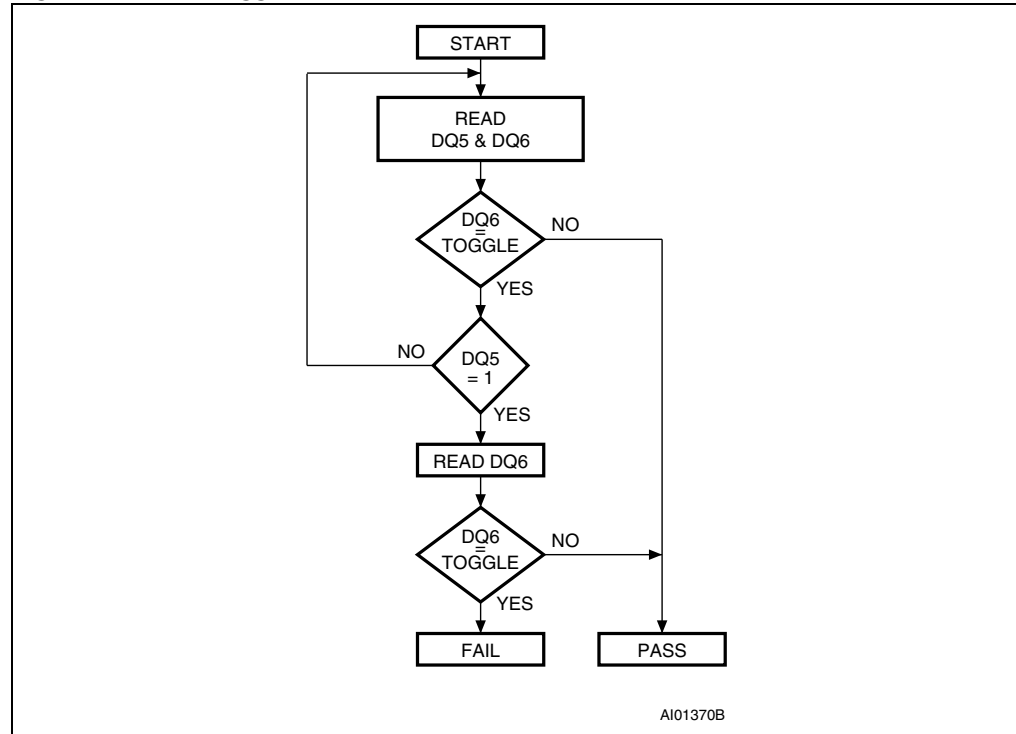 START
READ
DQ5 & DQ6
DQ6
=
TOGGLE
NO
YES
NO
DQ5
= 1
YES
READ DQ6
DQ6
=
TOGGLE
NO
YES
FAIL
PASS
AI01370B